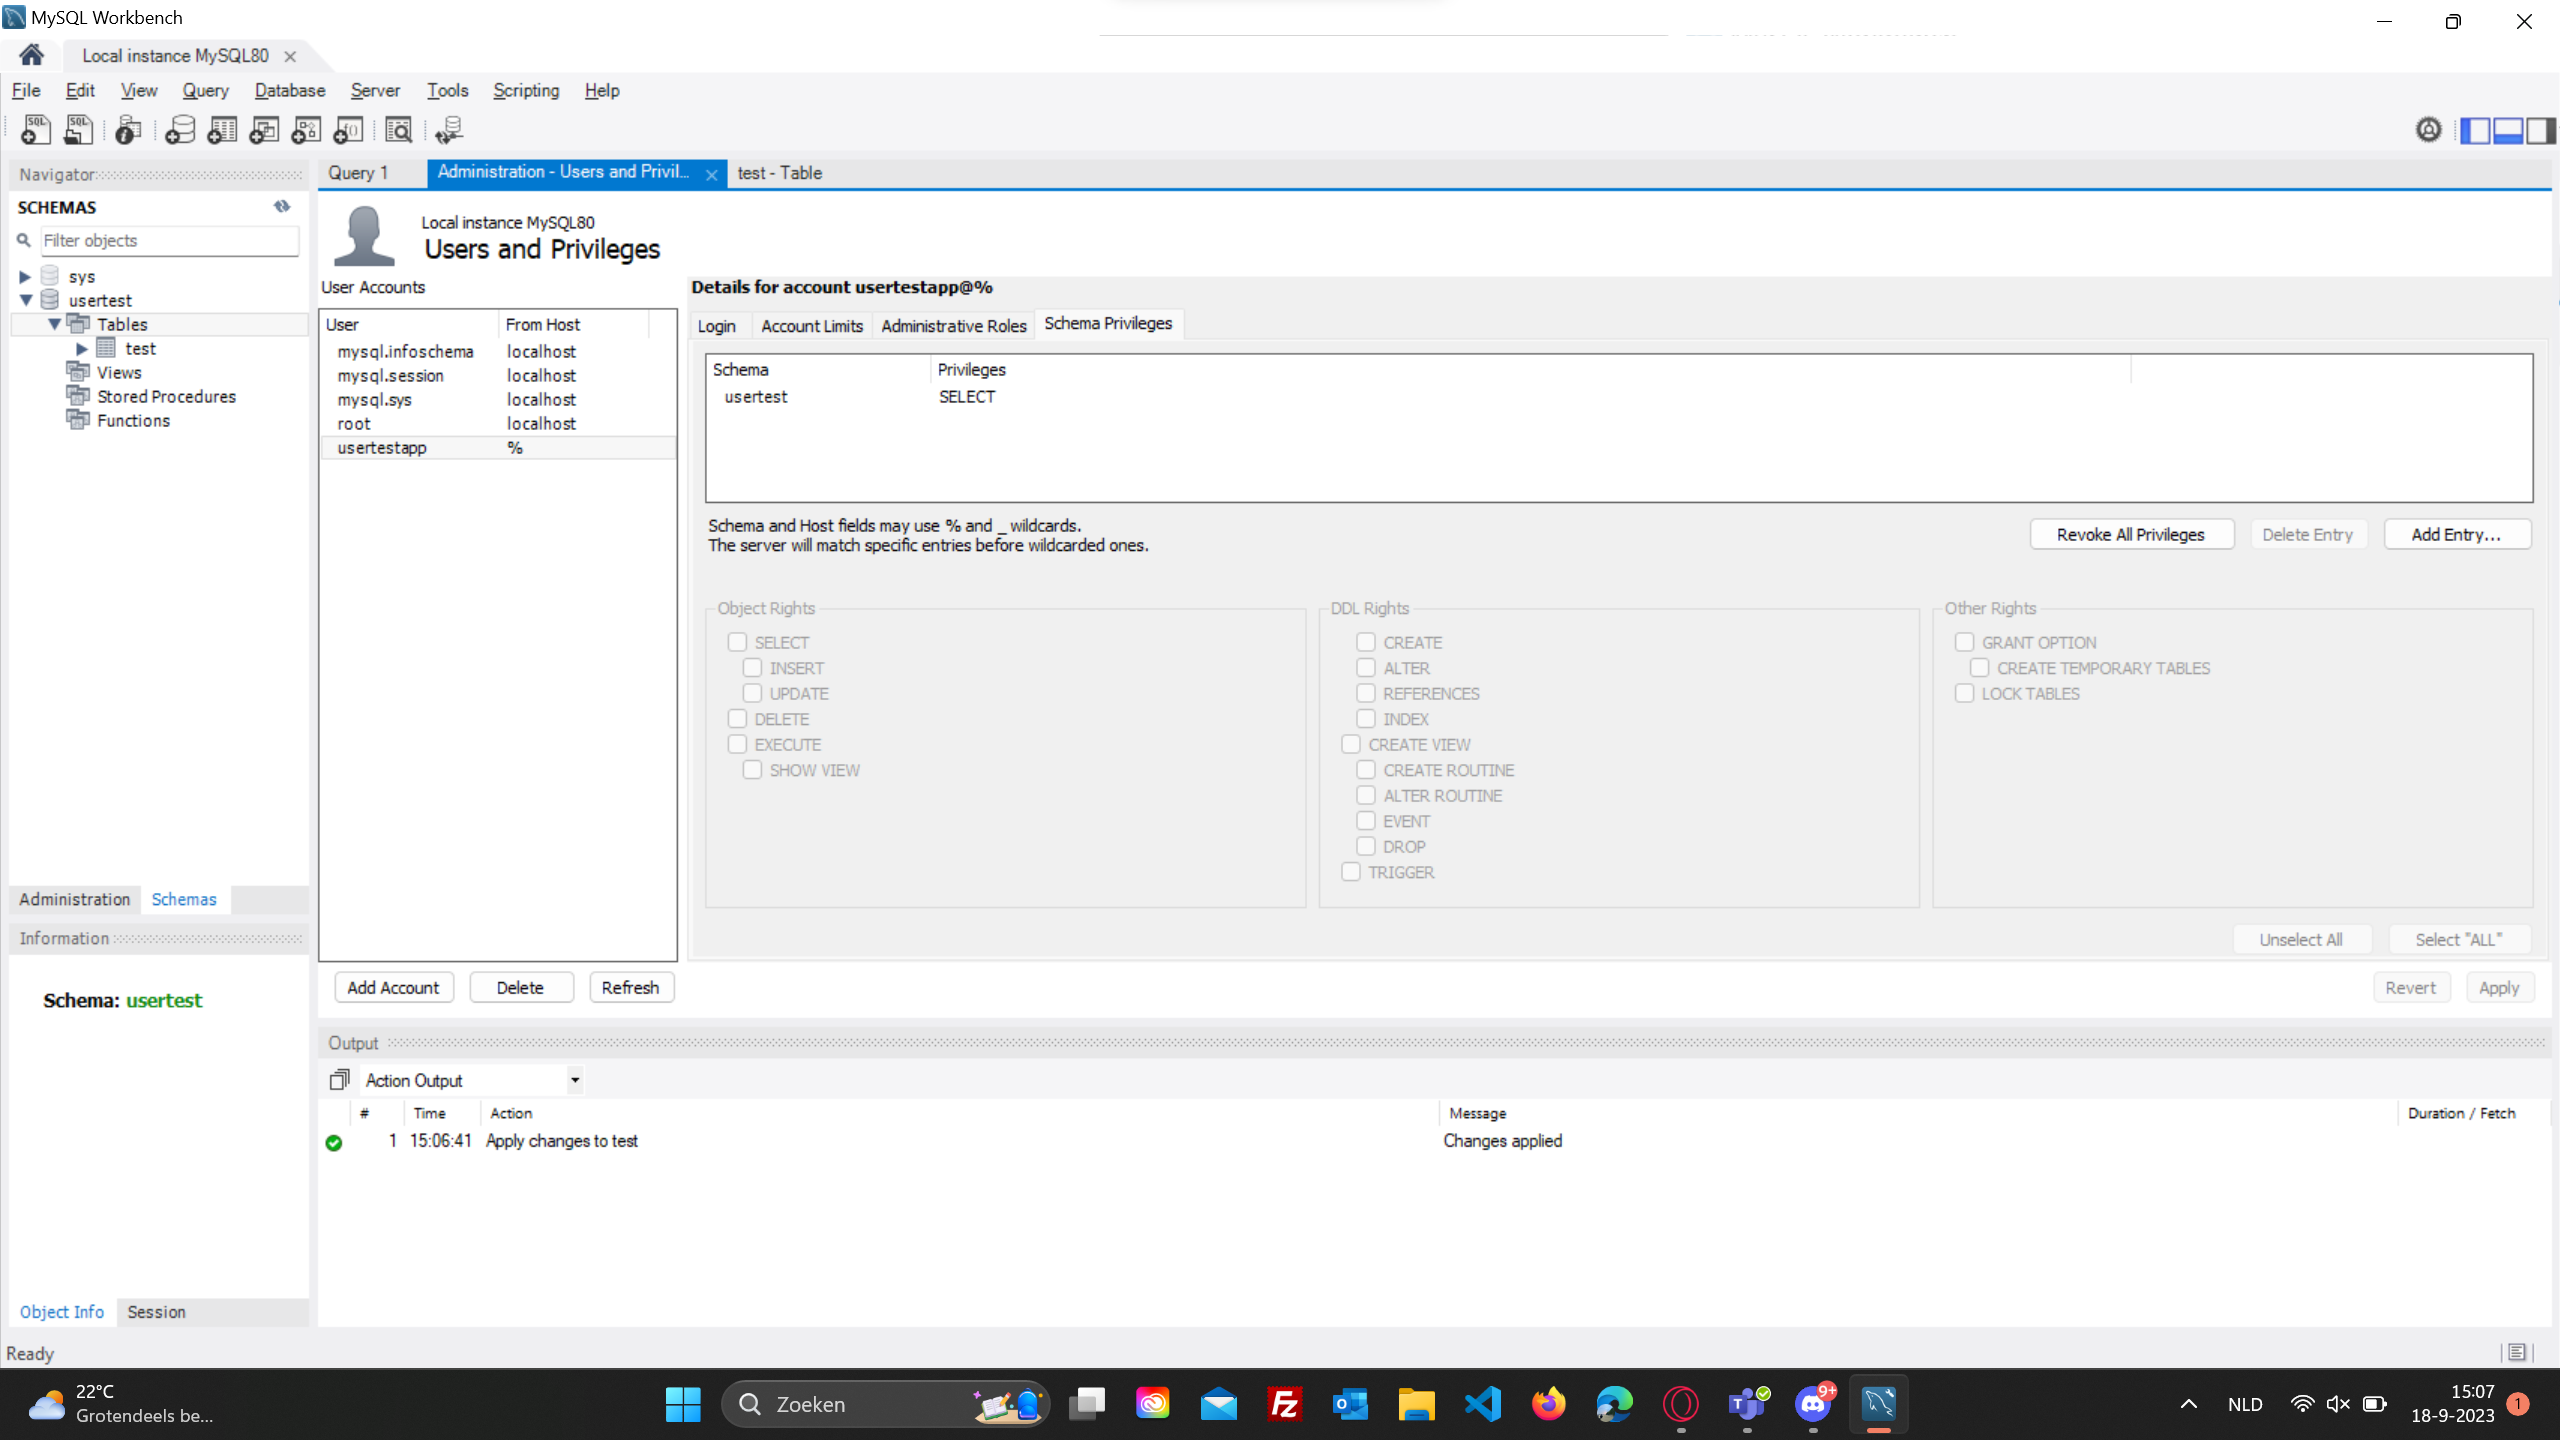 MySQL Workbench
Local instance MySQL80
File Edit View Query Database Server Tools Scripting Help
Navigator
SCHEMAS
Filter objects
sys
usertest
Tables
test
Views
Stored Procedures
Functions
Administration Schemas
Information
Schema: usertest
Object Info Session
Query 1 Administration - Users and Privil... test - Table
Local instance MySQL80
Users and Privileges
User Accounts
User From Host
mysql.infoschema localhost
mysql.session localhost
mysql.sys localhost
root localhost
usertestapp %
Add Account Delete Refresh
Details for account usertestapp@%
Login Account Limits Administrative Roles Schema Privileges
Schema Privileges
usertest SELECT
Schema and Host fields may use % and _ wildcards.
The server will match specific entries before wildcarded ones.
Revoke All Privileges Delete Entry Add Entry...
Object Rights
SELECT
INSERT
UPDATE
DELETE
EXECUTE
SHOW VIEW
DDL Rights
CREATE
ALTER
REFERENCES
INDEX
CREATE VIEW
CREATE ROUTINE
ALTER ROUTINE
EVENT
DROP
TRIGGER
Other Rights
GRANT OPTION
CREATE TEMPORARY TABLES
LOCK TABLES
Unselect All Select "ALL"
Revert Apply
Output
Action Output
# Time Action Message Duration / Fetch
1 15:06:41 Apply changes to test Changes applied
Ready
22°C
Grotendeels be...
Zoeken
9+
NLD
15:07
18-9-2023
1